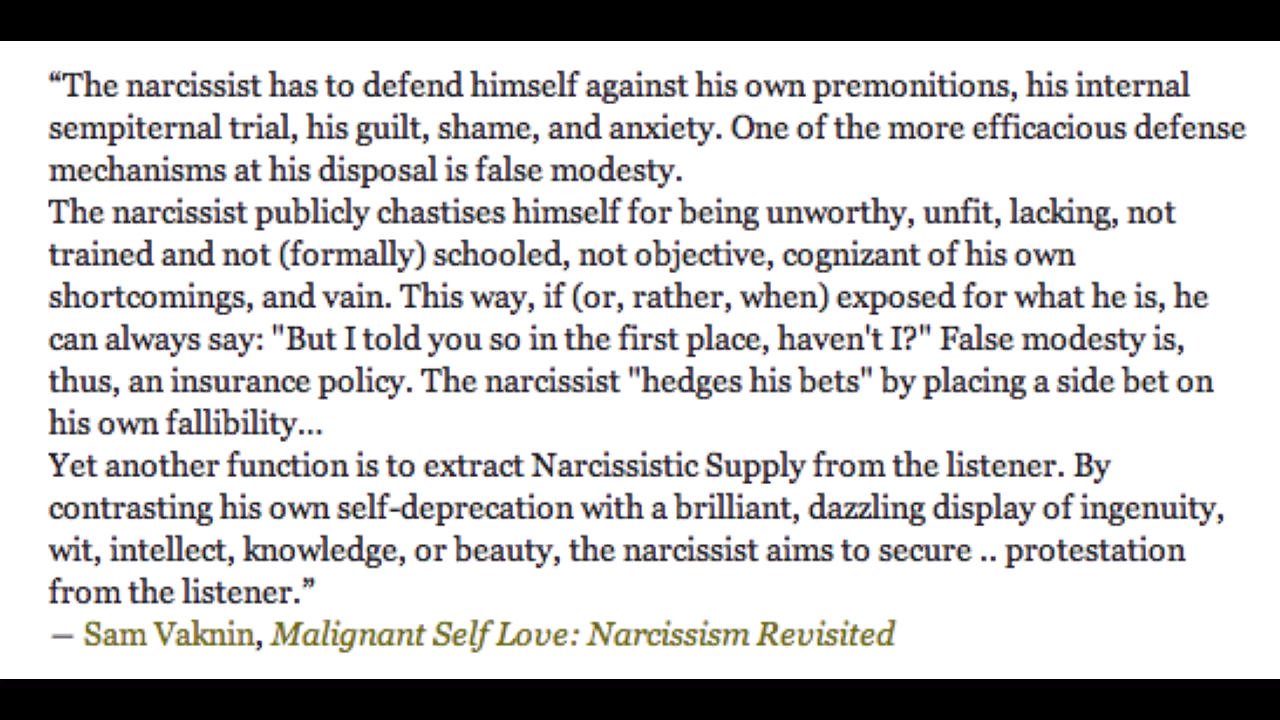 “The narcissist has to defend himself against his own premonitions, his internal
sempiternal trial, his guilt, shame, and anxiety. One of the more efficacious defense
mechanisms at his disposal is false modesty.
The narcissist publicly chastises himself for being unworthy, unfit, lacking, not
trained and not (formally) schooled, not objective, cognizant of his own
shortcomings, and vain. This way, if (or, rather, when) exposed for what he is, he
can always say: "But I told you so in the first place, haven't I?" False modesty is,
thus, an insurance policy. The narcissist "hedges his bets" by placing a side bet on
his own fallibility...
Yet another function is to extract Narcissistic Supply from the listener. By
contrasting his own self-deprecation with a brilliant, dazzling display of ingenuity,
wit, intellect, knowledge, or beauty, the narcissist aims to secure .. protestation
from the listener.”
— Sam Vaknin, Malignant Self Love: Narcissism Revisited